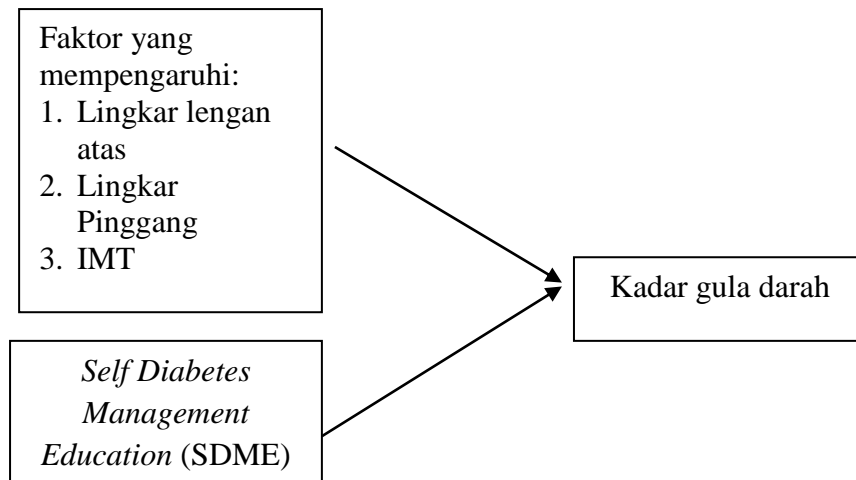 Faktor yang
mempengaruhi:
1. Lingkar lengan
atas
2. Lingkar
Pinggang
3. IMT
Kadar gula darah
Self Diabetes
Management
Education (SDME)